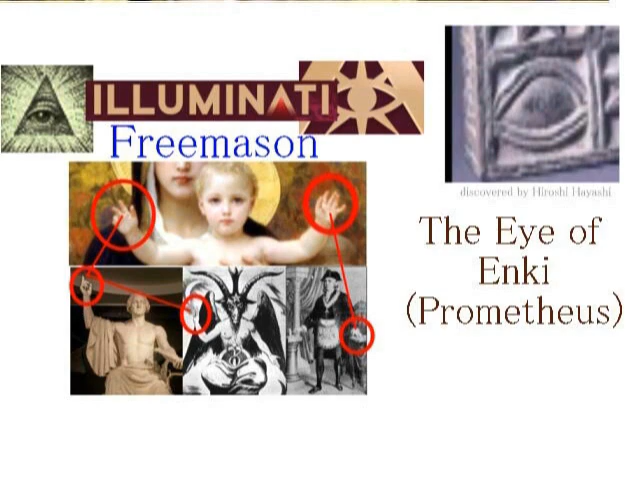 ILLUMINATI
Freemason
discovered by Hiroshi Hayashi
The Eye of
Enki
(Prometheus)